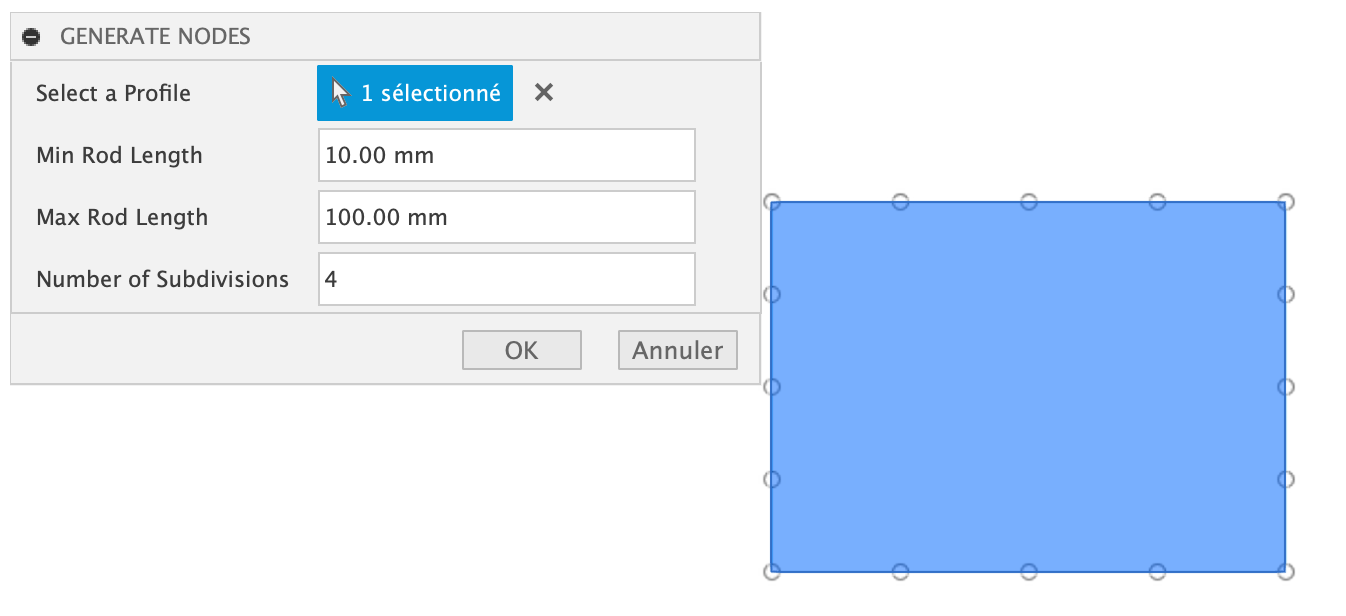 GENERATE NODES
Select a Profile 1 sélectionné
Min Rod Length 10.00 mm
Max Rod Length 100.00 mm
Number of Subdivisions 4
OK Annuler